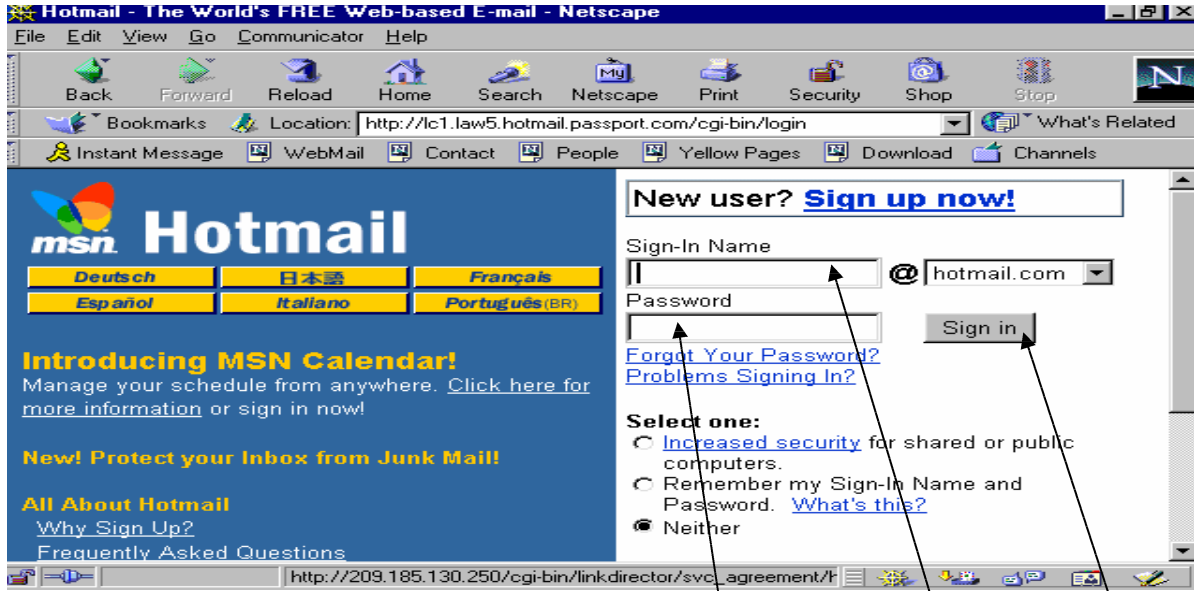 Hotmail - The World's FREE Web-based E-mail - Netscape
File Edit View Go Communicator Help
Back Forward Reload Home Search Netscape Print Security Shop Stop
My
N
Bookmarks Location: http://lc1.law5.hotmail.passport.com/cgi-bin/login What's Related
Instant Message WebMail Contact People Yellow Pages Download Channels
msn Hotmail
Deutsch 日本語 Français
Español Italiano Português (BR)
Introducing MSN Calendar!
Manage your schedule from anywhere. Click here for
more information or sign in now!
New! Protect your Inbox from Junk Mail!
All About Hotmail
Why Sign Up?
Frequently Asked Questions
New user? Sign up now!
Sign-In Name
@ hotmail.com
Password
Sign in
Forgot Your Password?
Problems Signing In?
Select one:
Increased security for shared or public
computers.
Remember my Sign-In Name and
Password. What's this?
Neither
http://209.185.130.250/cgi-bin/linkdirector/svc_agreement/